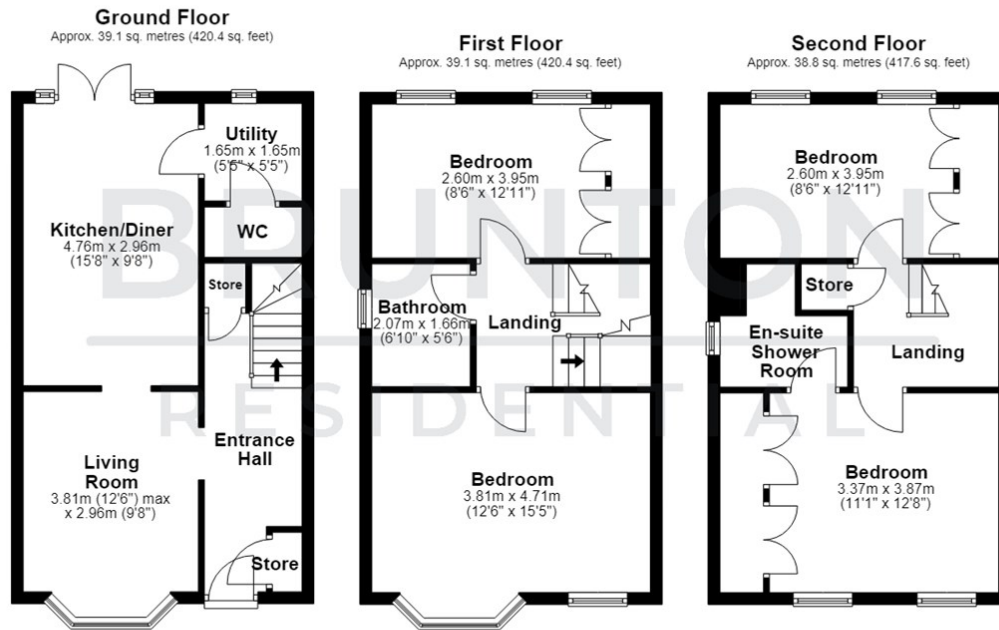 Ground Floor
Approx. 39.1 sq. metres (420.4 sq. feet)
Utility
1.65m x 1.65m
(5'5" x 5'5")
Kitchen/Diner
4.76m x 2.96m
(15'8" x 9'8")
WC
Store
Entrance
Hall
Living
Room
3.81m (12'6") max
x 2.96m (9'8")
Store
First Floor
Approx. 39.1 sq. metres (420.4 sq. feet)
Bedroom
2.60m x 3.95m
(8'6" x 12'11")
Bathroom
2.07m x 1.66m
(6'10" x 5'6")
Landing
Bedroom
3.81m x 4.71m
(12'6" x 15'5")
Second Floor
Approx. 38.8 sq. metres (417.6 sq. feet)
Bedroom
2.60m x 3.95m
(8'6" x 12'11")
Store
En-suite
Shower
Room
Landing
Bedroom
3.37m x 3.87m
(11'1" x 12'8")
BRUNTON
RESIDENTIAL